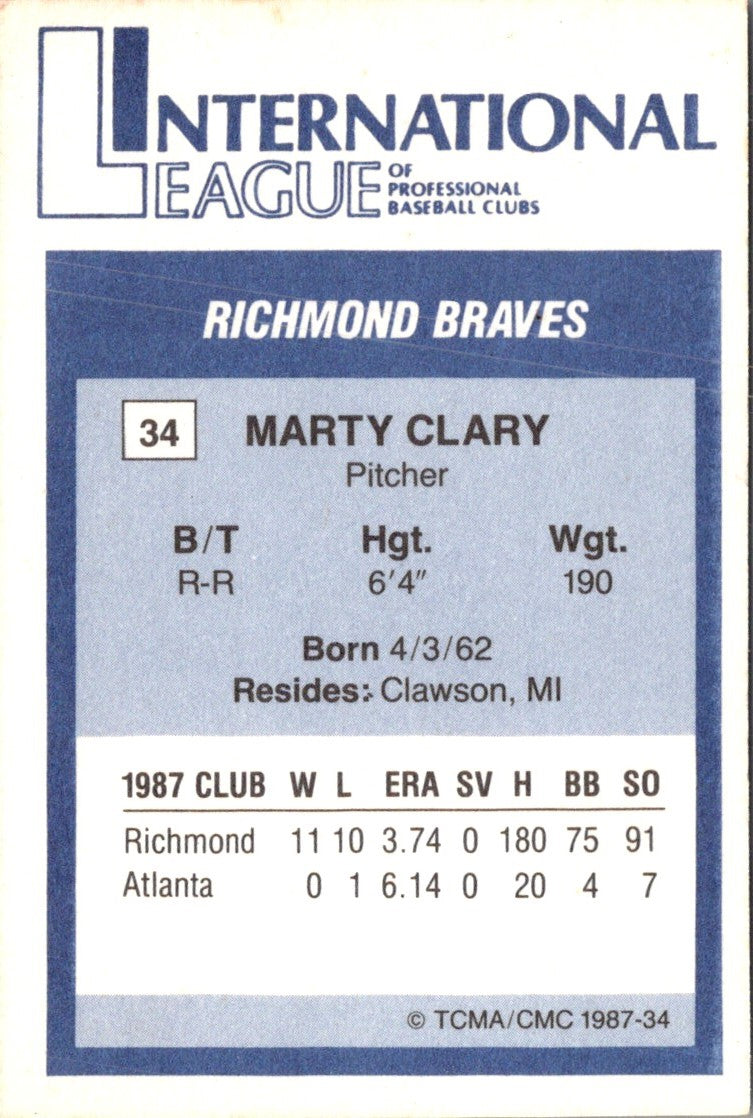 INTERNATIONAL
LEAGUE OF
PROFESSIONAL
BASEBALL CLUBS
RICHMOND BRAVES
34 MARTY CLARY
Pitcher
B/T Hgt. Wgt.
R-R 6'4" 190
Born 4/3/62
Resides: Clawson, MI
1987 CLUB W L ERA SV H BB SO
Richmond 11 10 3.74 0 180 75 91
Atlanta 0 1 6.14 0 20 4 7
© TCMA/CMC 1987-34